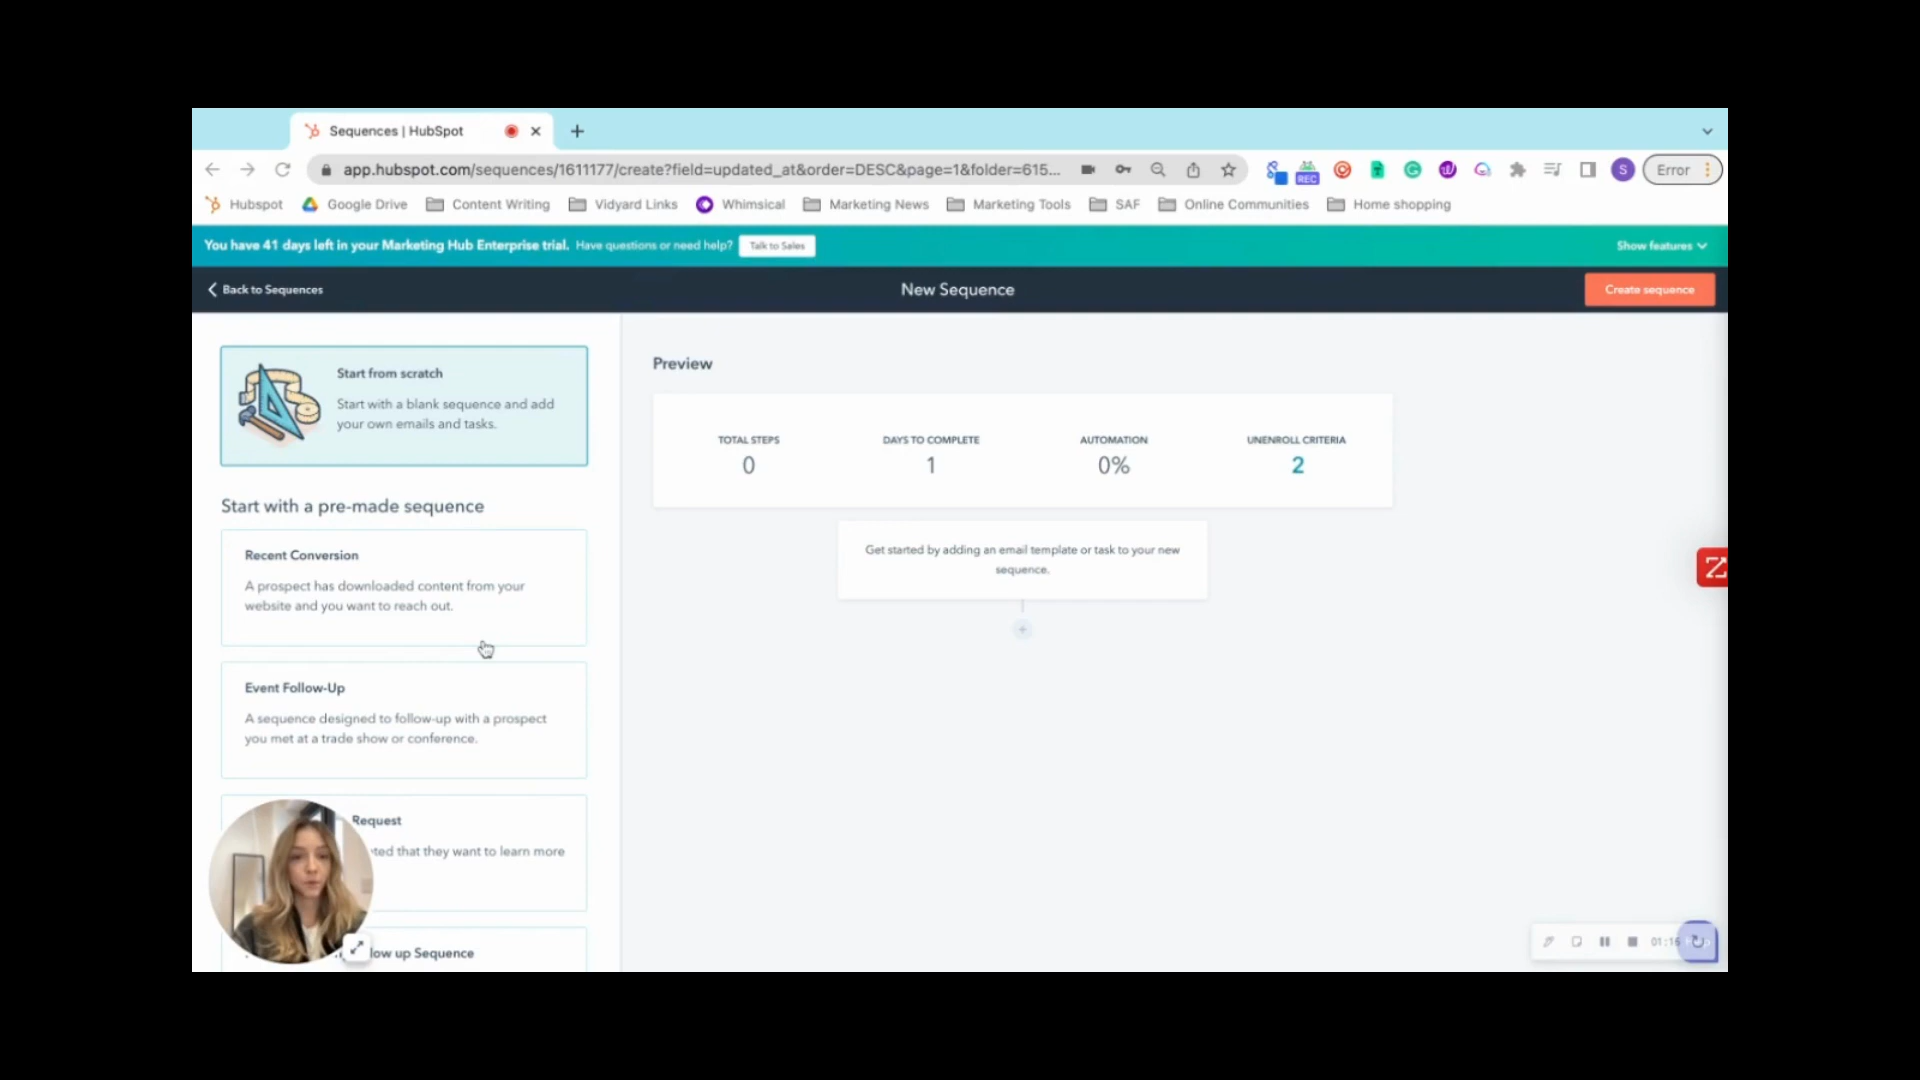 Sequences | HubSpot
app.hubspot.com/sequences/1611177/create?field=updated_at&order=DESC&page=1&folder=615...
REC
S
Error
Hubspot
Google Drive
Content Writing
Vidyard Links
Whimsical
Marketing News
Marketing Tools
SAF
Online Communities
Home shopping
You have 41 days left in your Marketing Hub Enterprise trial. Have questions or need help? Talk to Sales
Show features
Back to Sequences
New Sequence
Create sequence
Start from scratch
Start with a blank sequence and add
your own emails and tasks.
Start with a pre-made sequence
Recent Conversion
A prospect has downloaded content from your
website and you want to reach out.
Event Follow-Up
A sequence designed to follow-up with a prospect
you met at a trade show or conference.
Request
that they want to learn more
up Sequence
Preview
TOTAL STEPS
0
DAYS TO COMPLETE
1
AUTOMATION
0%
UNENROLL CRITERIA
2
Get started by adding an email template or task to your new
sequence.
01:16